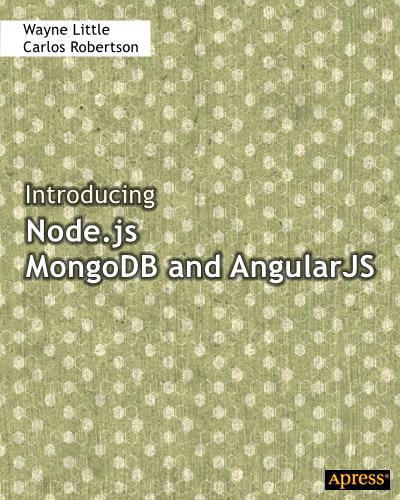 Wayne Little
Carlos Robertson
Introducing
Node.js
MongoDB and AngularJS
Apress®